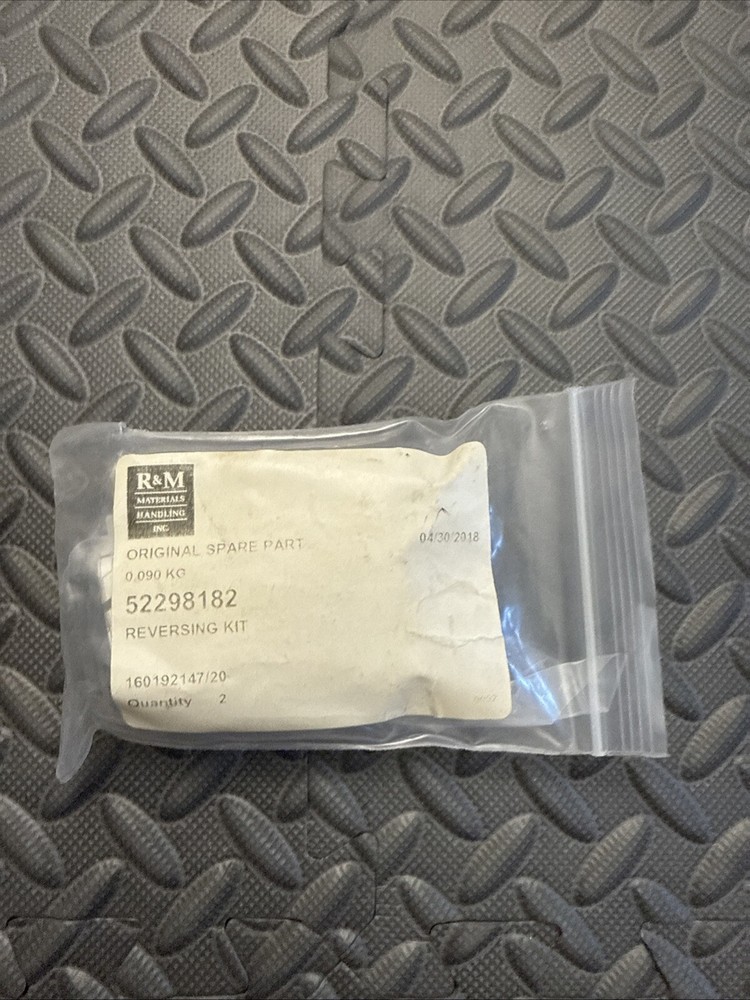 R&M
MATERIALS
HANDLING
INC
ORIGINAL SPARE PART
04/30/2018
0,090 KG
52298182
REVERSING KIT
160192147/20
Quantity 2